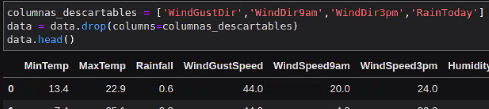 columnas_descartables = ['WindGustDir','WindDir9am','WindDir3pm','RainToday']
data = data.drop(columns=columnas_descartables)
data.head()
MinTemp MaxTemp Rainfall WindGustSpeed WindSpeed9am WindSpeed3pm Humidity
0 13.4 22.9 0.6 44.0 20.0 24.0